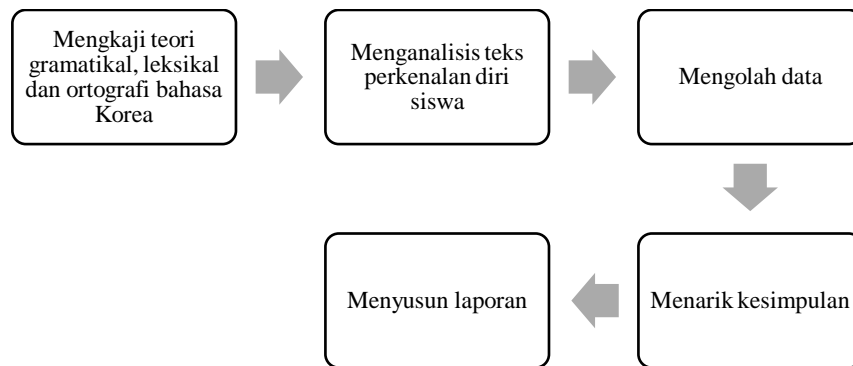 Mengkaji teori
gramatikal, leksikal
dan ortografi bahasa
Korea
Menganalisis teks
perkenalan diri
siswa
Mengolah data
Menarik kesimpulan
Menyusun laporan